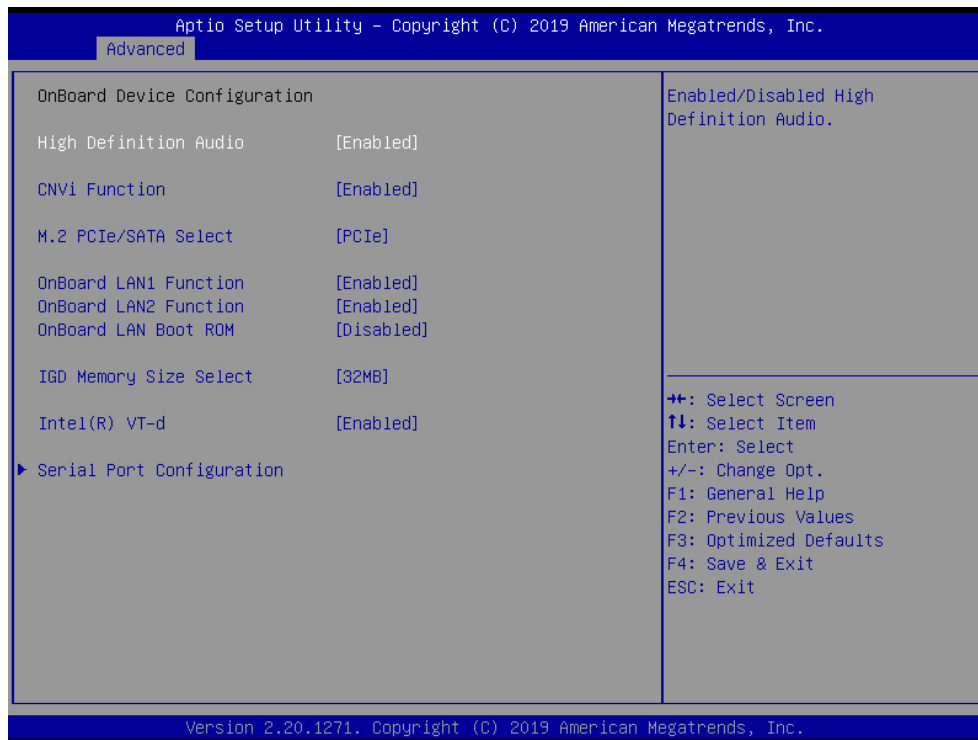 Aptio Setup Utility – Copyright (C) 2019 American Megatrends, Inc.
Advanced
OnBoard Device Configuration
High Definition Audio [Enabled]
CNVi Function [Enabled]
M.2 PCIe/SATA Select [PCIe]
OnBoard LAN1 Function [Enabled]
OnBoard LAN2 Function [Enabled]
OnBoard LAN Boot ROM [Disabled]
IGD Memory Size Select [32MB]
Intel(R) VT-d [Enabled]
▶ Serial Port Configuration
Enabled/Disabled High
Definition Audio.
→←: Select Screen
↑↓: Select Item
Enter: Select
+/-: Change Opt.
F1: General Help
F2: Previous Values
F3: Optimized Defaults
F4: Save & Exit
ESC: Exit
Version 2.20.1271. Copyright (C) 2019 American Megatrends, Inc.